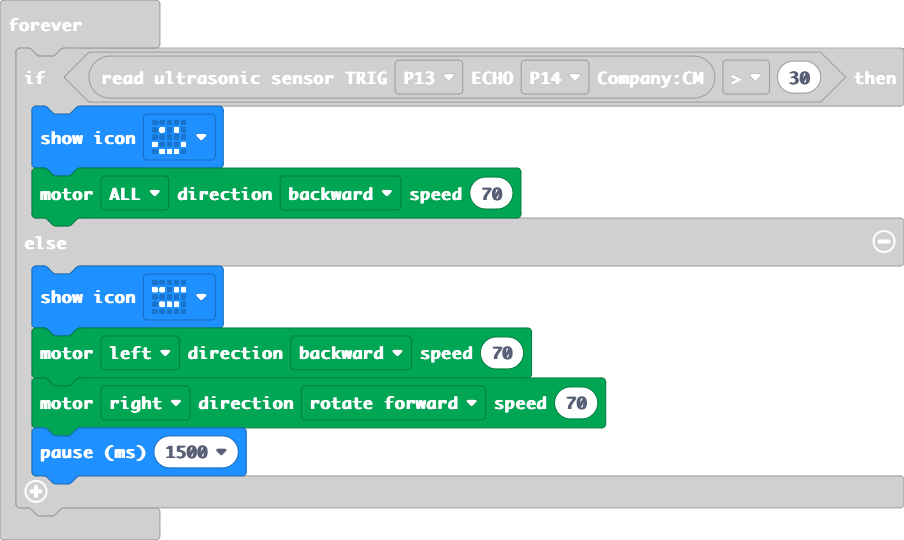 forever
if read ultrasonic sensor TRIG P13 ECHO P14 Company:CM > 30 then
show icon
motor ALL direction backward speed 70
else
show icon
motor left direction backward speed 70
motor right direction rotate forward speed 70
pause (ms) 1500